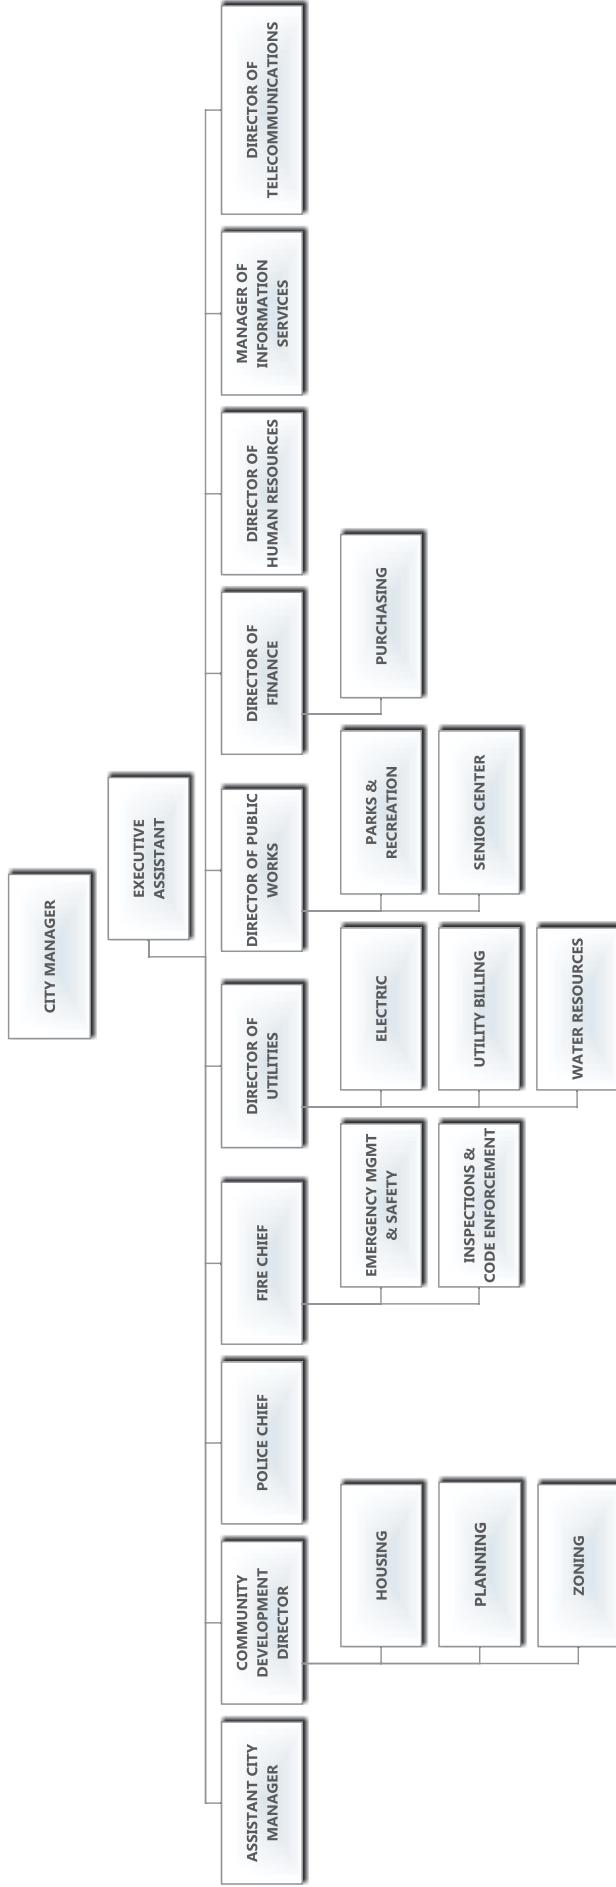 CITY MANAGER
EXECUTIVE
ASSISTANT
ASSISTANT CITY
MANAGER
COMMUNITY
DEVELOPMENT
DIRECTOR
POLICE CHIEF
FIRE CHIEF
DIRECTOR OF
UTILITIES
DIRECTOR OF PUBLIC
WORKS
DIRECTOR OF
FINANCE
DIRECTOR OF
HUMAN RESOURCES
MANAGER OF
INFORMATION
SERVICES
DIRECTOR OF
TELECOMMUNICATIONS
HOUSING
EMERGENCY MGMT
& SAFETY
ELECTRIC
PARKS &
RECREATION
PURCHASING
PLANNING
INSPECTIONS &
CODE ENFORCEMENT
UTILITY BILLING
SENIOR CENTER
ZONING
WATER RESOURCES